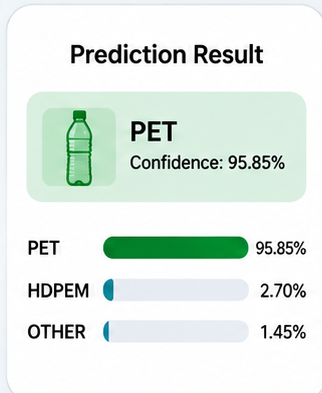 Prediction Result
PET
Confidence: 95.85%
PET 95.85%
HDPEM 2.70%
OTHER 1.45%